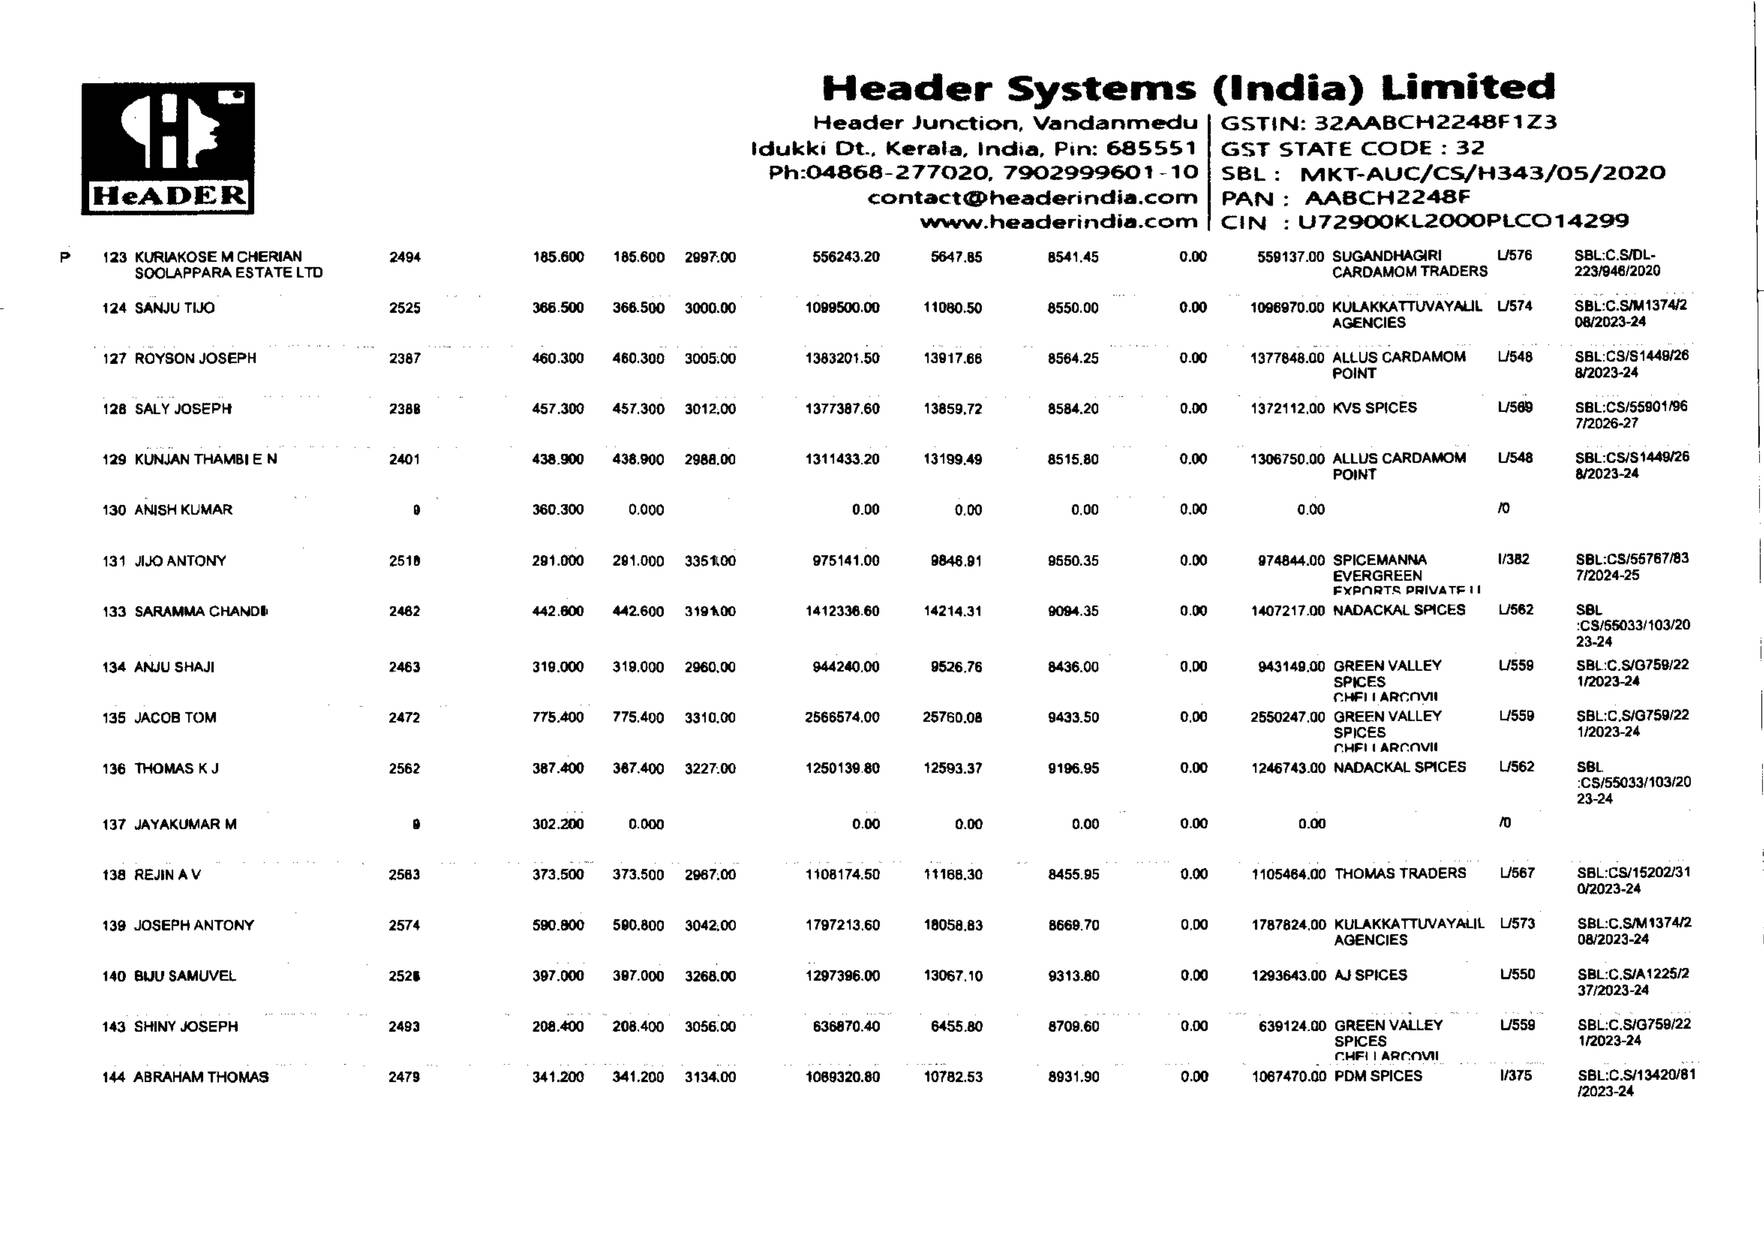 HeADER
Header Systems (India) Limited
Header Junction, Vandanmedu
Idukki Dt., Kerala, India, Pin: 685551
Ph:04868-277020, 7902999601-10
contact@headerindia.com
www.headerindia.com
GSTIN: 32AABCH2248F1Z3
GST STATE CODE : 32
SBL : MKT-AUC/CS/H343/05/2020
PAN : AABCH2248F
CIN : U72900KL2000PLCO14299
P 123 KURIAKOSE M CHERIAN 2494 185.600 185.600 2997.00 556243.20 5647.85 8541.45 0.00 559137.00 SUGANDHAGIRI L/576 SBL:C.S/DL-
SOOLAPPARA ESTATE LTD CARDAMOM TRADERS 223/946/2020
124 SANJU TIJO 2525 366.500 366.500 3000.00 1099500.00 11080.50 8550.00 0.00 1096970.00 KULAKKATTUVAYALIL L/574 SBL:C.S/M1374/2
AGENCIES 08/2023-24
127 ROYSON JOSEPH 2387 460.300 460.300 3005.00 1383201.50 13917.66 8564.25 0.00 1377848.00 ALLUS CARDAMOM L/548 SBL:CS/S1449/26
POINT 8/2023-24
128 SALY JOSEPH 2388 457.300 457.300 3012.00 1377387.60 13859.72 8584.20 0.00 1372112.00 KVS SPICES L/569 SBL:CS/55901/96
7/2026-27
129 KUNJAN THAMBI E N 2401 438.900 438.900 2988.00 1311433.20 13199.49 8515.80 0.00 1306750.00 ALLUS CARDAMOM L/548 SBL:CS/S1449/26
POINT 8/2023-24
130 ANISH KUMAR 0 360.300 0.000 0.00 0.00 0.00 0.00 0.00 /0
131 JIJO ANTONY 2518 291.000 291.000 3351.00 975141.00 9846.91 9550.35 0.00 974844.00 SPICEMANNA I/382 SBL:CS/55767/83
EVERGREEN 7/2024-25
EXPORTS PRIVATE LI
133 SARAMMA CHANDI 2462 442.600 442.600 3191.00 1412336.60 14214.31 9094.35 0.00 1407217.00 NADACKAL SPICES L/562 SBL
:CS/55033/103/20
23-24
134 ANJU SHAJI 2463 319.000 319.000 2960.00 944240.00 9526.76 8436.00 0.00 943149.00 GREEN VALLEY L/559 SBL:C.S/G759/22
SPICES 1/2023-24
CHELLARCOVIL
135 JACOB TOM 2472 775.400 775.400 3310.00 2566574.00 25760.08 9433.50 0.00 2550247.00 GREEN VALLEY L/559 SBL:C.S/G759/22
SPICES 1/2023-24
CHELLARCOVIL
136 THOMAS K J 2562 387.400 387.400 3227.00 1250139.80 12593.37 9196.95 0.00 1246743.00 NADACKAL SPICES L/562 SBL
:CS/55033/103/20
23-24
137 JAYAKUMAR M 0 302.200 0.000 0.00 0.00 0.00 0.00 0.00 /0
138 REJIN A V 2563 373.500 373.500 2967.00 1108174.50 11166.30 8455.95 0.00 1105464.00 THOMAS TRADERS L/567 SBL:CS/15202/31
0/2023-24
139 JOSEPH ANTONY 2574 590.800 590.800 3042.00 1797213.60 18058.83 8669.70 0.00 1787824.00 KULAKKATTUVAYALIL L/573 SBL:C.S/M1374/2
AGENCIES 08/2023-24
140 BIJU SAMUVEL 2526 397.000 397.000 3268.00 1297396.00 13067.10 9313.80 0.00 1293643.00 AJ SPICES L/550 SBL:C.S/A1225/2
37/2023-24
143 SHINY JOSEPH 2493 208.400 208.400 3056.00 636870.40 6455.80 8709.60 0.00 639124.00 GREEN VALLEY L/559 SBL:C.S/G759/22
SPICES 1/2023-24
CHELLARCOVIL
144 ABRAHAM THOMAS 2479 341.200 341.200 3134.00 1069320.80 10782.53 8931.90 0.00 1067470.00 PDM SPICES I/375 SBL:C.S/13420/81
/2023-24